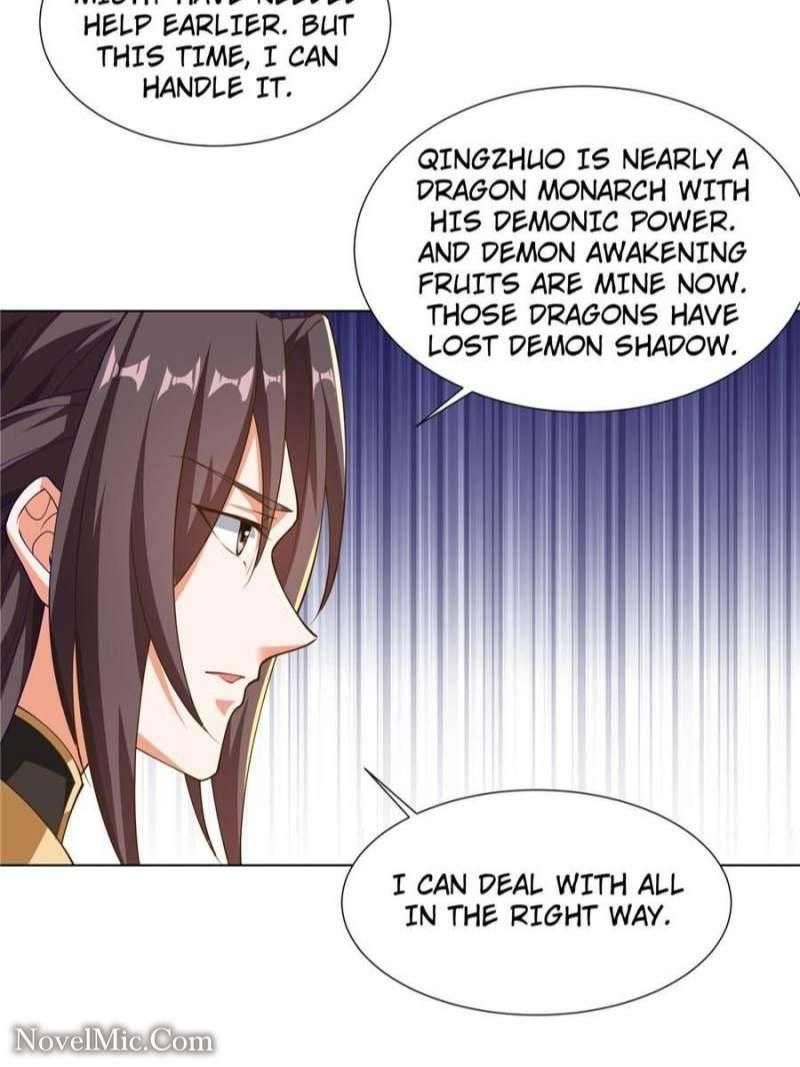 HELP EARLIER. BUT
THIS TIME, I CAN
HANDLE IT.
QINGZHUO IS NEARLY A
DRAGON MONARCH WITH
HIS DEMONIC POWER.
AND DEMON AWAKENING
FRUITS ARE MINE NOW.
THOSE DRAGONS HAVE
LOST DEMON SHADOW.
I CAN DEAL WITH ALL
IN THE RIGHT WAY.
NovelMic.Com